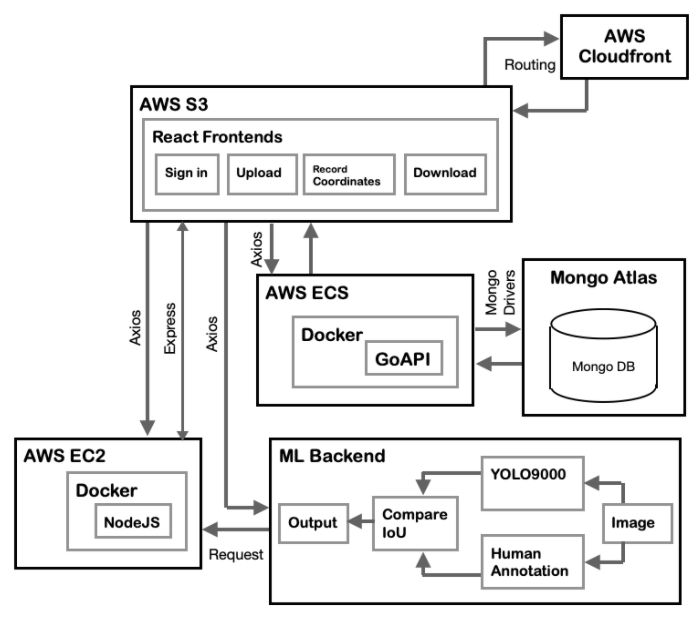 AWS
Cloudfront
Routing
AWS S3
React Frontends
Sign in
Upload
Record
Coordinates
Download
Axios
Express
Axios
Axios
AWS ECS
Docker
GoAPI
Mongo
Drivers
Mongo Atlas
Mongo DB
AWS EC2
Docker
NodeJS
Request
ML Backend
Output
Compare
IoU
YOLO9000
Human
Annotation
Image